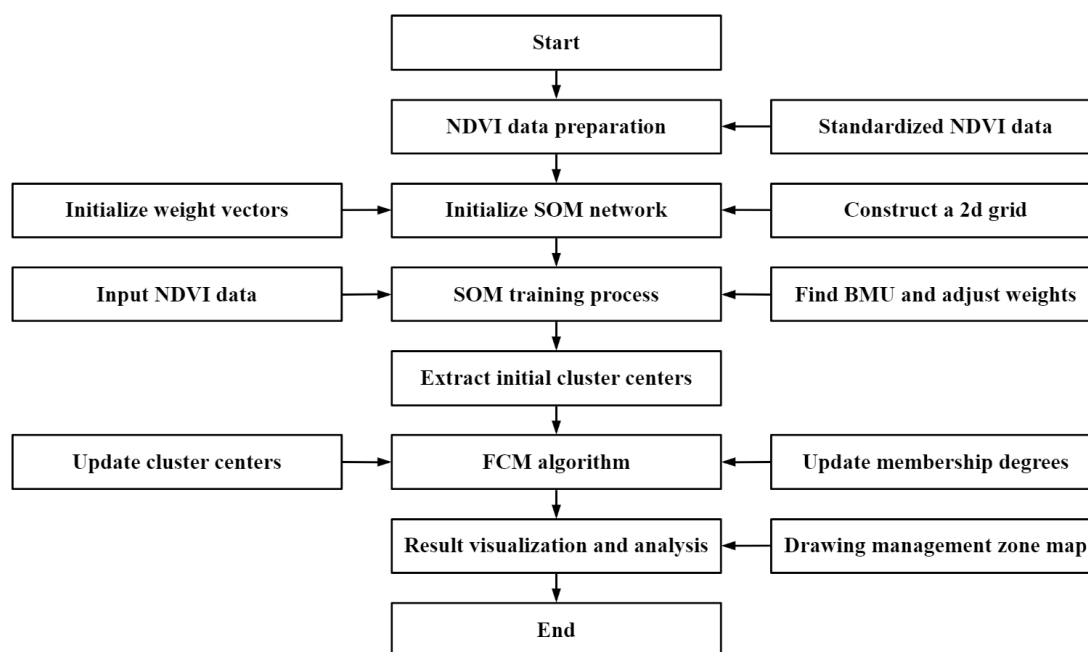 Start
NDVI data preparation
Standardized NDVI data
Initialize weight vectors
Initialize SOM network
Construct a 2d grid
Input NDVI data
SOM training process
Find BMU and adjust weights
Extract initial cluster centers
Update cluster centers
FCM algorithm
Update membership degrees
Result visualization and analysis
Drawing management zone map
End